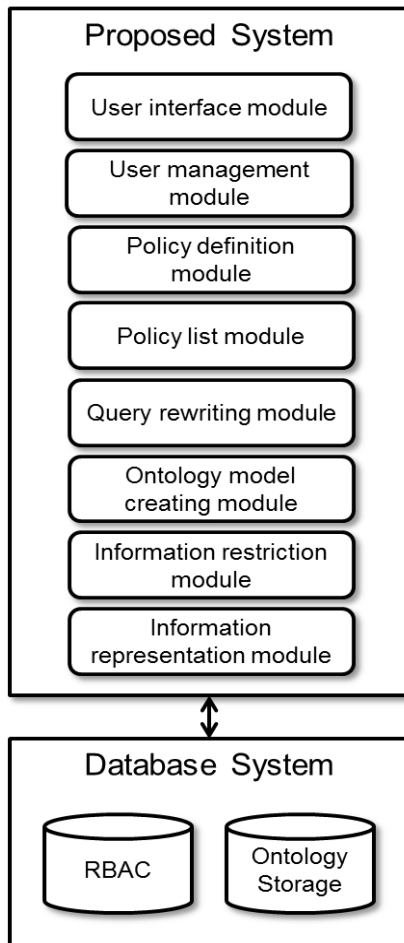 Proposed System
User interface module
User management
module
Policy definition
module
Policy list module
Query rewriting module
Ontology model
creating module
Information restriction
module
Information
representation module
Database System
RBAC
Ontology
Storage